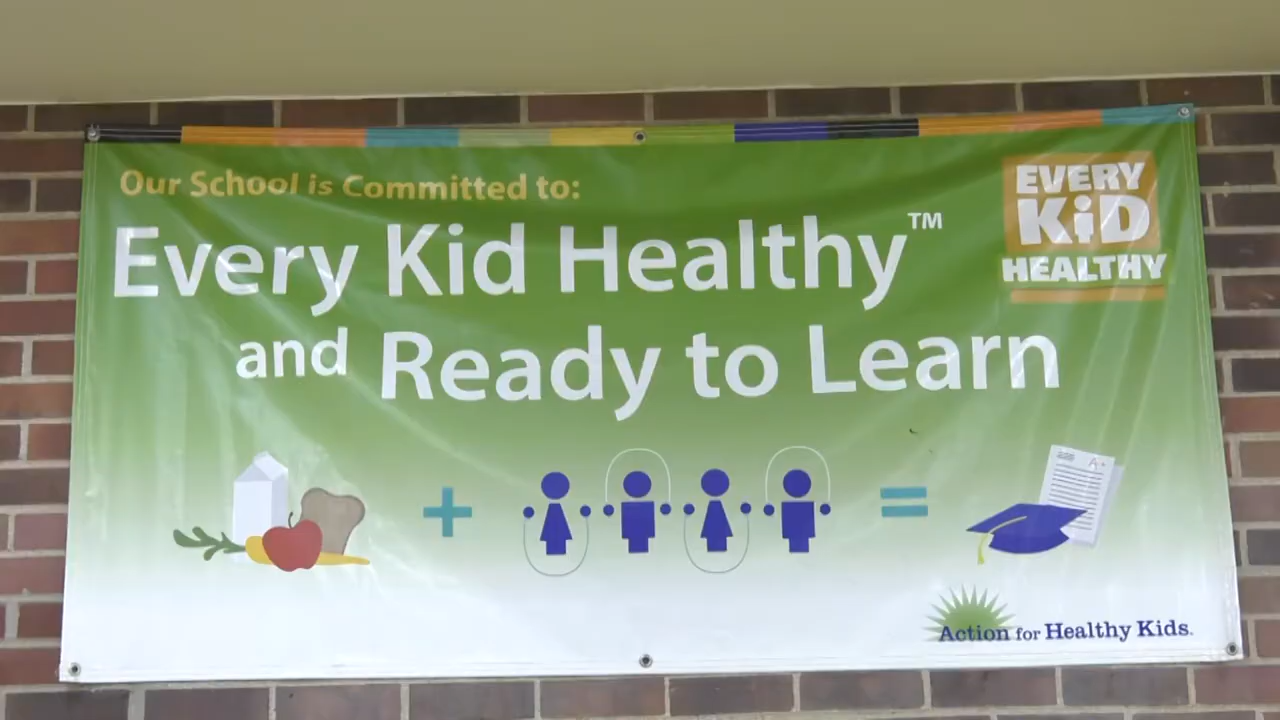 Our School is Committed to:
Every Kid Healthy™
and Ready to Learn
EVERY
KiD
HEALTHY
A+
Action for Healthy Kids.